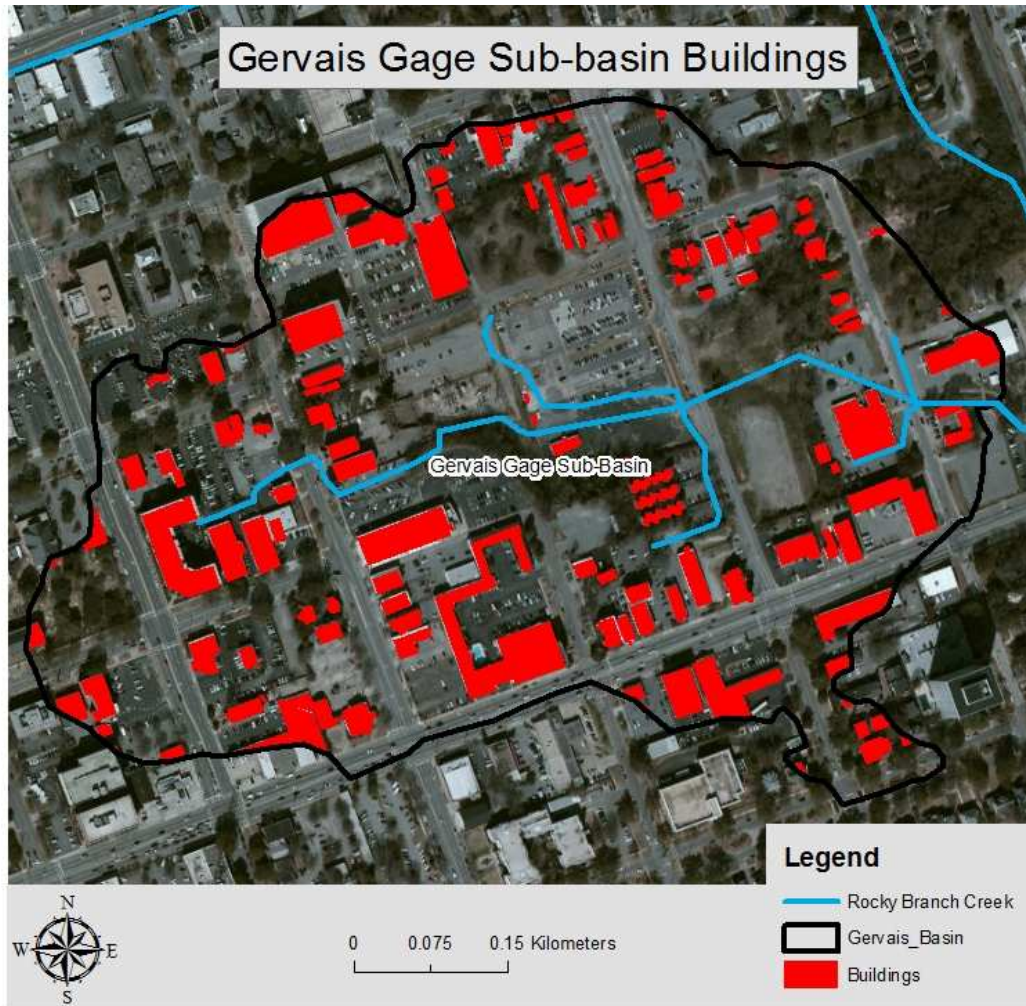 Gervais Gage Sub-basin Buildings
Gervais Gage Sub-Basin
Legend
Rocky Branch Creek
Gervais_Basin
Buildings
N
W E
S
0 0.075 0.15 Kilometers